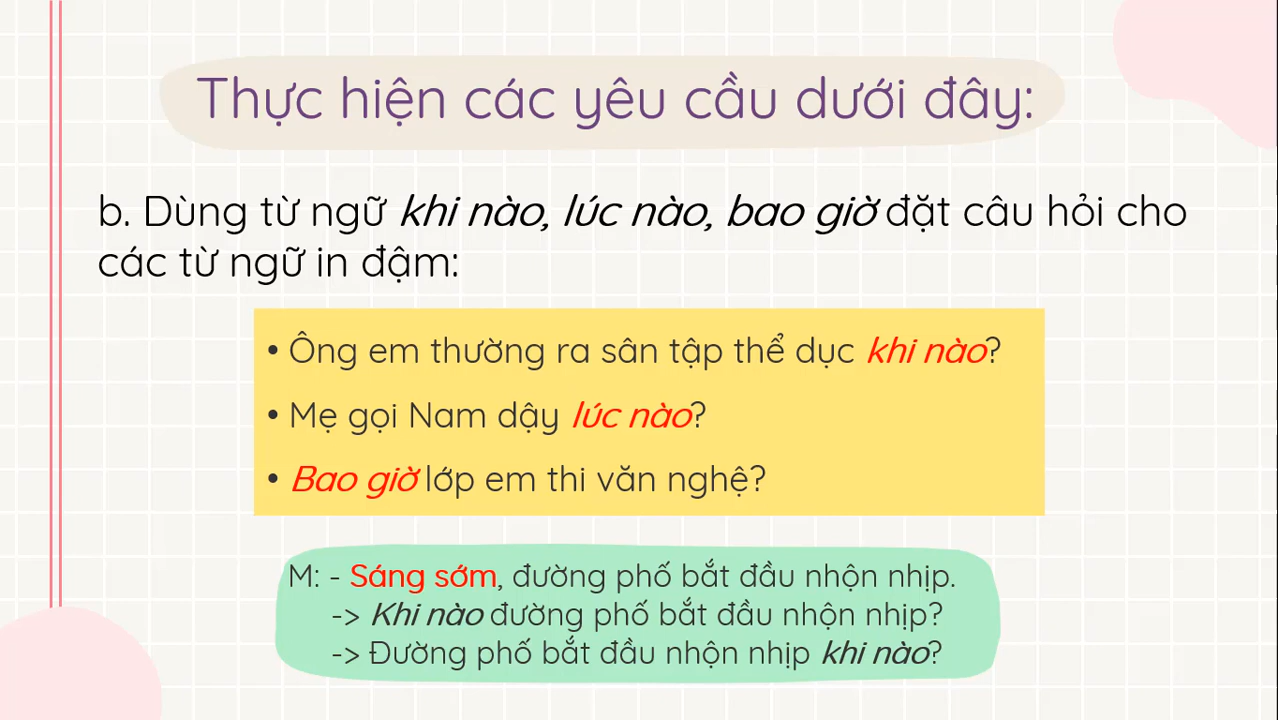 Thực hiện các yêu cầu dưới đây:
b. Dùng từ ngữ khi nào, lúc nào, bao giờ đặt câu hỏi cho
các từ ngữ in đậm:
• Ông em thường ra sân tập thể dục khi nào?
• Mẹ gọi Nam dậy lúc nào?
• Bao giờ lớp em thi văn nghệ?
M: - Sáng sớm, đường phố bắt đầu nhộn nhịp.
-> Khi nào đường phố bắt đầu nhộn nhịp?
-> Đường phố bắt đầu nhộn nhịp khi nào?